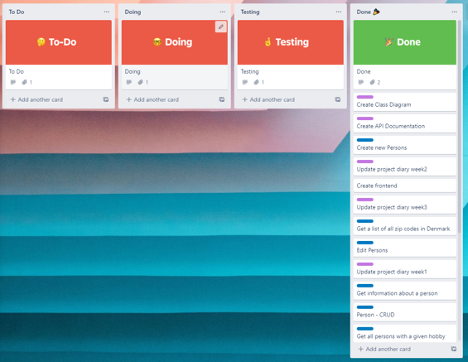 To Do
To-Do
To Do
1
Add another card
Doing
Doing
Doing
1
Add another card
Testing
Testing
Testing
1
Add another card
Done
Done
Done
2
Create Class Diagram
Create API Documentation
Create new Persons
Update project diary week2
Create frontend
Update project diary week3
Get a list of all zip codes in Denmark
Edit Persons
Update project diary week1
Get information about a person
Person - CRUD
Get all persons with a given hobby
Add another card